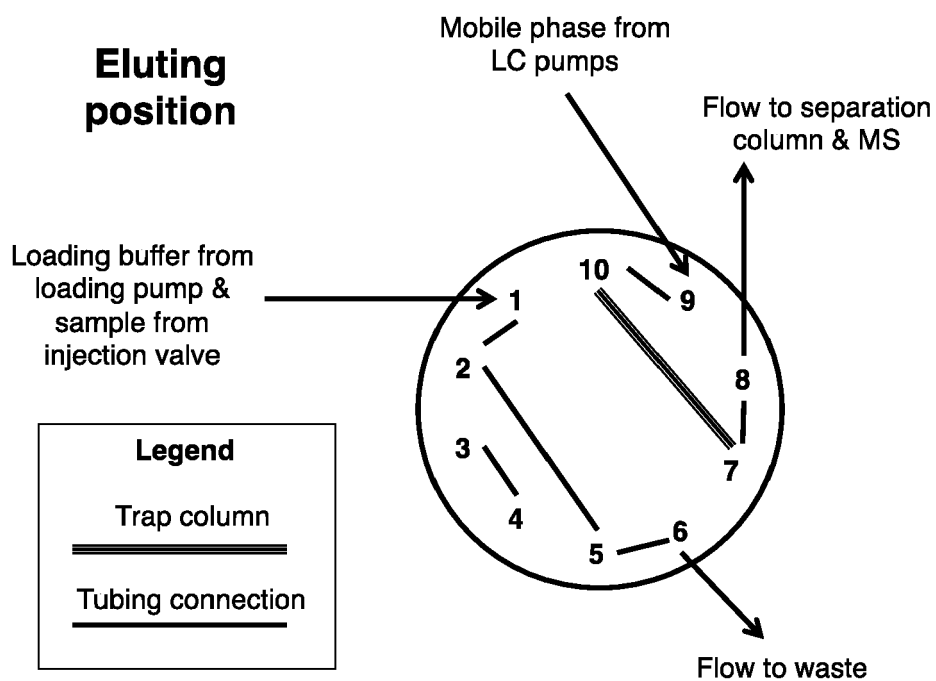 Eluting
position
Mobile phase from
LC pumps
Flow to separation
column & MS
Loading buffer from
loading pump &
sample from
injection valve
10
9
1
2
8
3
7
4
6
5
Legend
Trap column
Tubing connection
Flow to waste